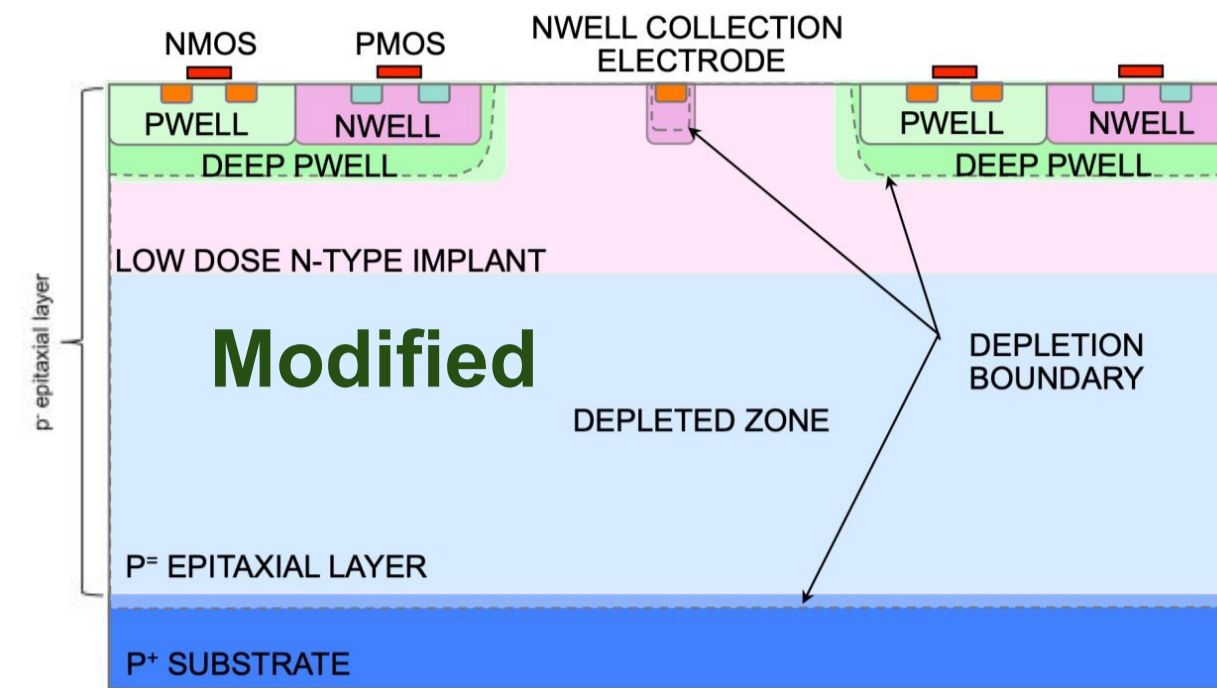 NMOS
PMOS
NWELL COLLECTION
ELECTRODE
PWELL
NWELL
DEEP PWELL
PWELL
NWELL
DEEP PWELL
LOW DOSE N-TYPE IMPLANT
p⁻ epitaxial layer
Modified
DEPLETION
BOUNDARY
DEPLETED ZONE
P⁼ EPITAXIAL LAYER
P⁺ SUBSTRATE